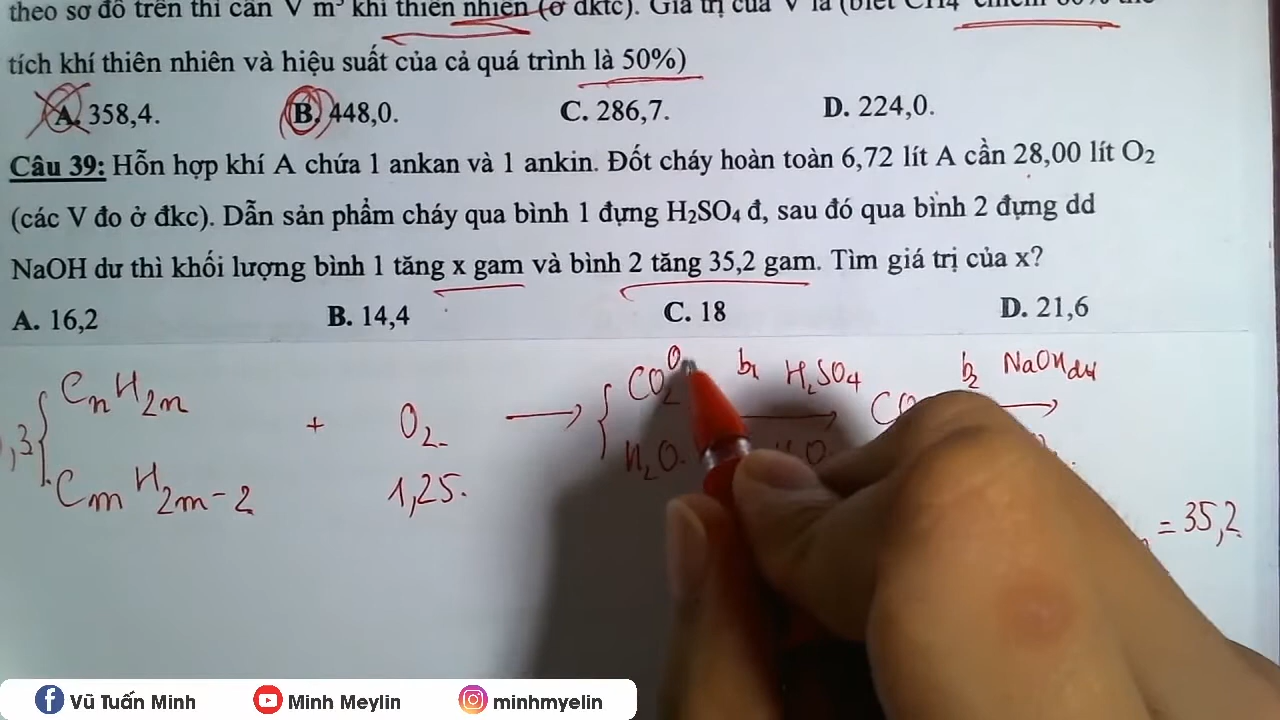 theo sơ đồ trên thì cần V m³ khí thiên nhiên (ở đktc). Giá trị của V là (biết CH4 chiếm 80% thể
tích khí thiên nhiên và hiệu suất của cả quá trình là 50%)
A. 358,4. B. 448,0. C. 286,7. D. 224,0.
Câu 39: Hỗn hợp khí A chứa 1 ankan và 1 ankin. Đốt cháy hoàn toàn 6,72 lít A cần 28,00 lít O₂
(các V đo ở đkc). Dẫn sản phẩm cháy qua bình 1 đựng H₂SO₄ đ, sau đó qua bình 2 đựng dd
NaOH dư thì khối lượng bình 1 tăng x gam và bình 2 tăng 35,2 gam. Tìm giá trị của x?
A. 16,2 B. 14,4 C. 18 D. 21,6
CₙH₂ₙ + O₂ → CO₂ b₁ H₂SO₄ b₂ NaOH dư
,3 CₘH₂ₘ₋₂ 1,25. H₂O.
= 35,2
Vũ Tuấn Minh Minh Meylin minhmyelin